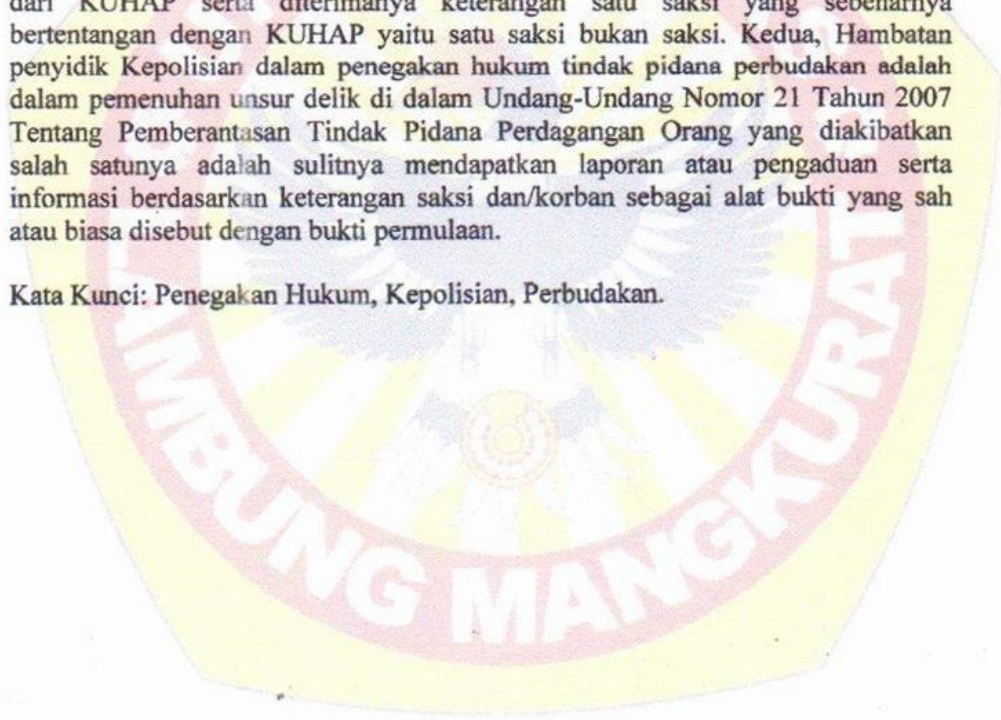 dari KUHAP serta diterimanya keterangan satu saksi yang sebenarnya
bertentangan dengan KUHAP yaitu satu saksi bukan saksi. Kedua, Hambatan
penyidik Kepolisian dalam penegakan hukum tindak pidana perbudakan adalah
dalam pemenuhan unsur delik di dalam Undang-Undang Nomor 21 Tahun 2007
Tentang Pemberantasan Tindak Pidana Perdagangan Orang yang diakibatkan
salah satunya adalah sulitnya mendapatkan laporan atau pengaduan serta
informasi berdasarkan keterangan saksi dan/korban sebagai alat bukti yang sah
atau biasa disebut dengan bukti permulaan.
Kata Kunci: Penegakan Hukum, Kepolisian, Perbudakan.
AMBUNG MANGKURAT